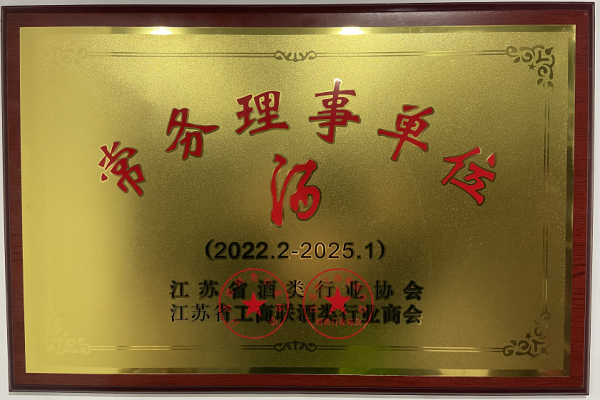 常务理事单位
酒
(2022.2-2025.1)
江苏省酒类行业协会
江苏省工商联酒类行业商会